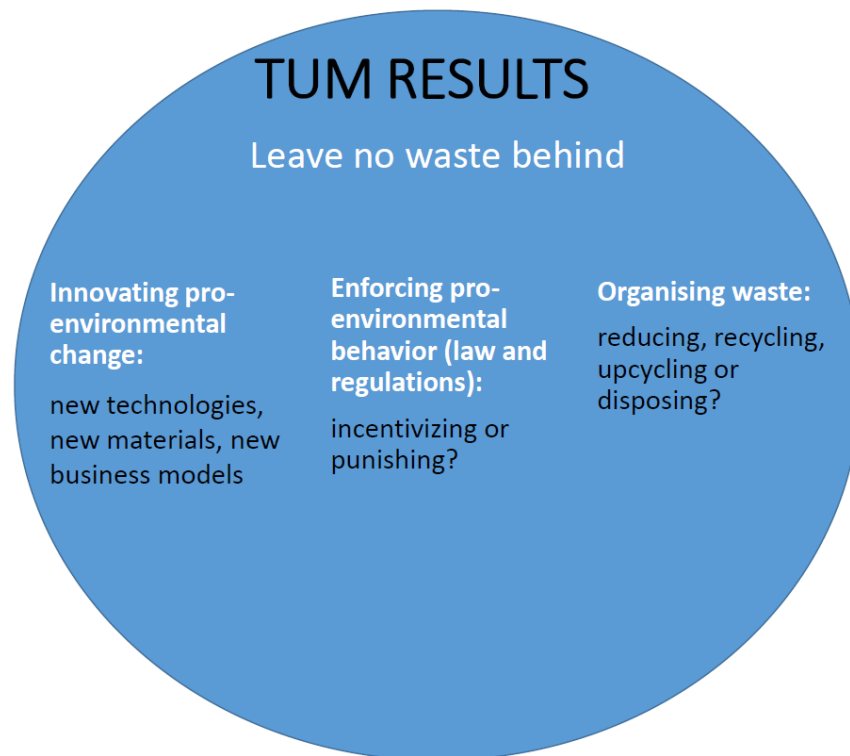 TUM RESULTS
Leave no waste behind
Innovating pro-
environmental
change:
new technologies,
new materials, new
business models
Enforcing pro-
environmental
behavior (law and
regulations):
incentivizing or
punishing?
Organising waste:
reducing, recycling,
upcycling or
disposing?